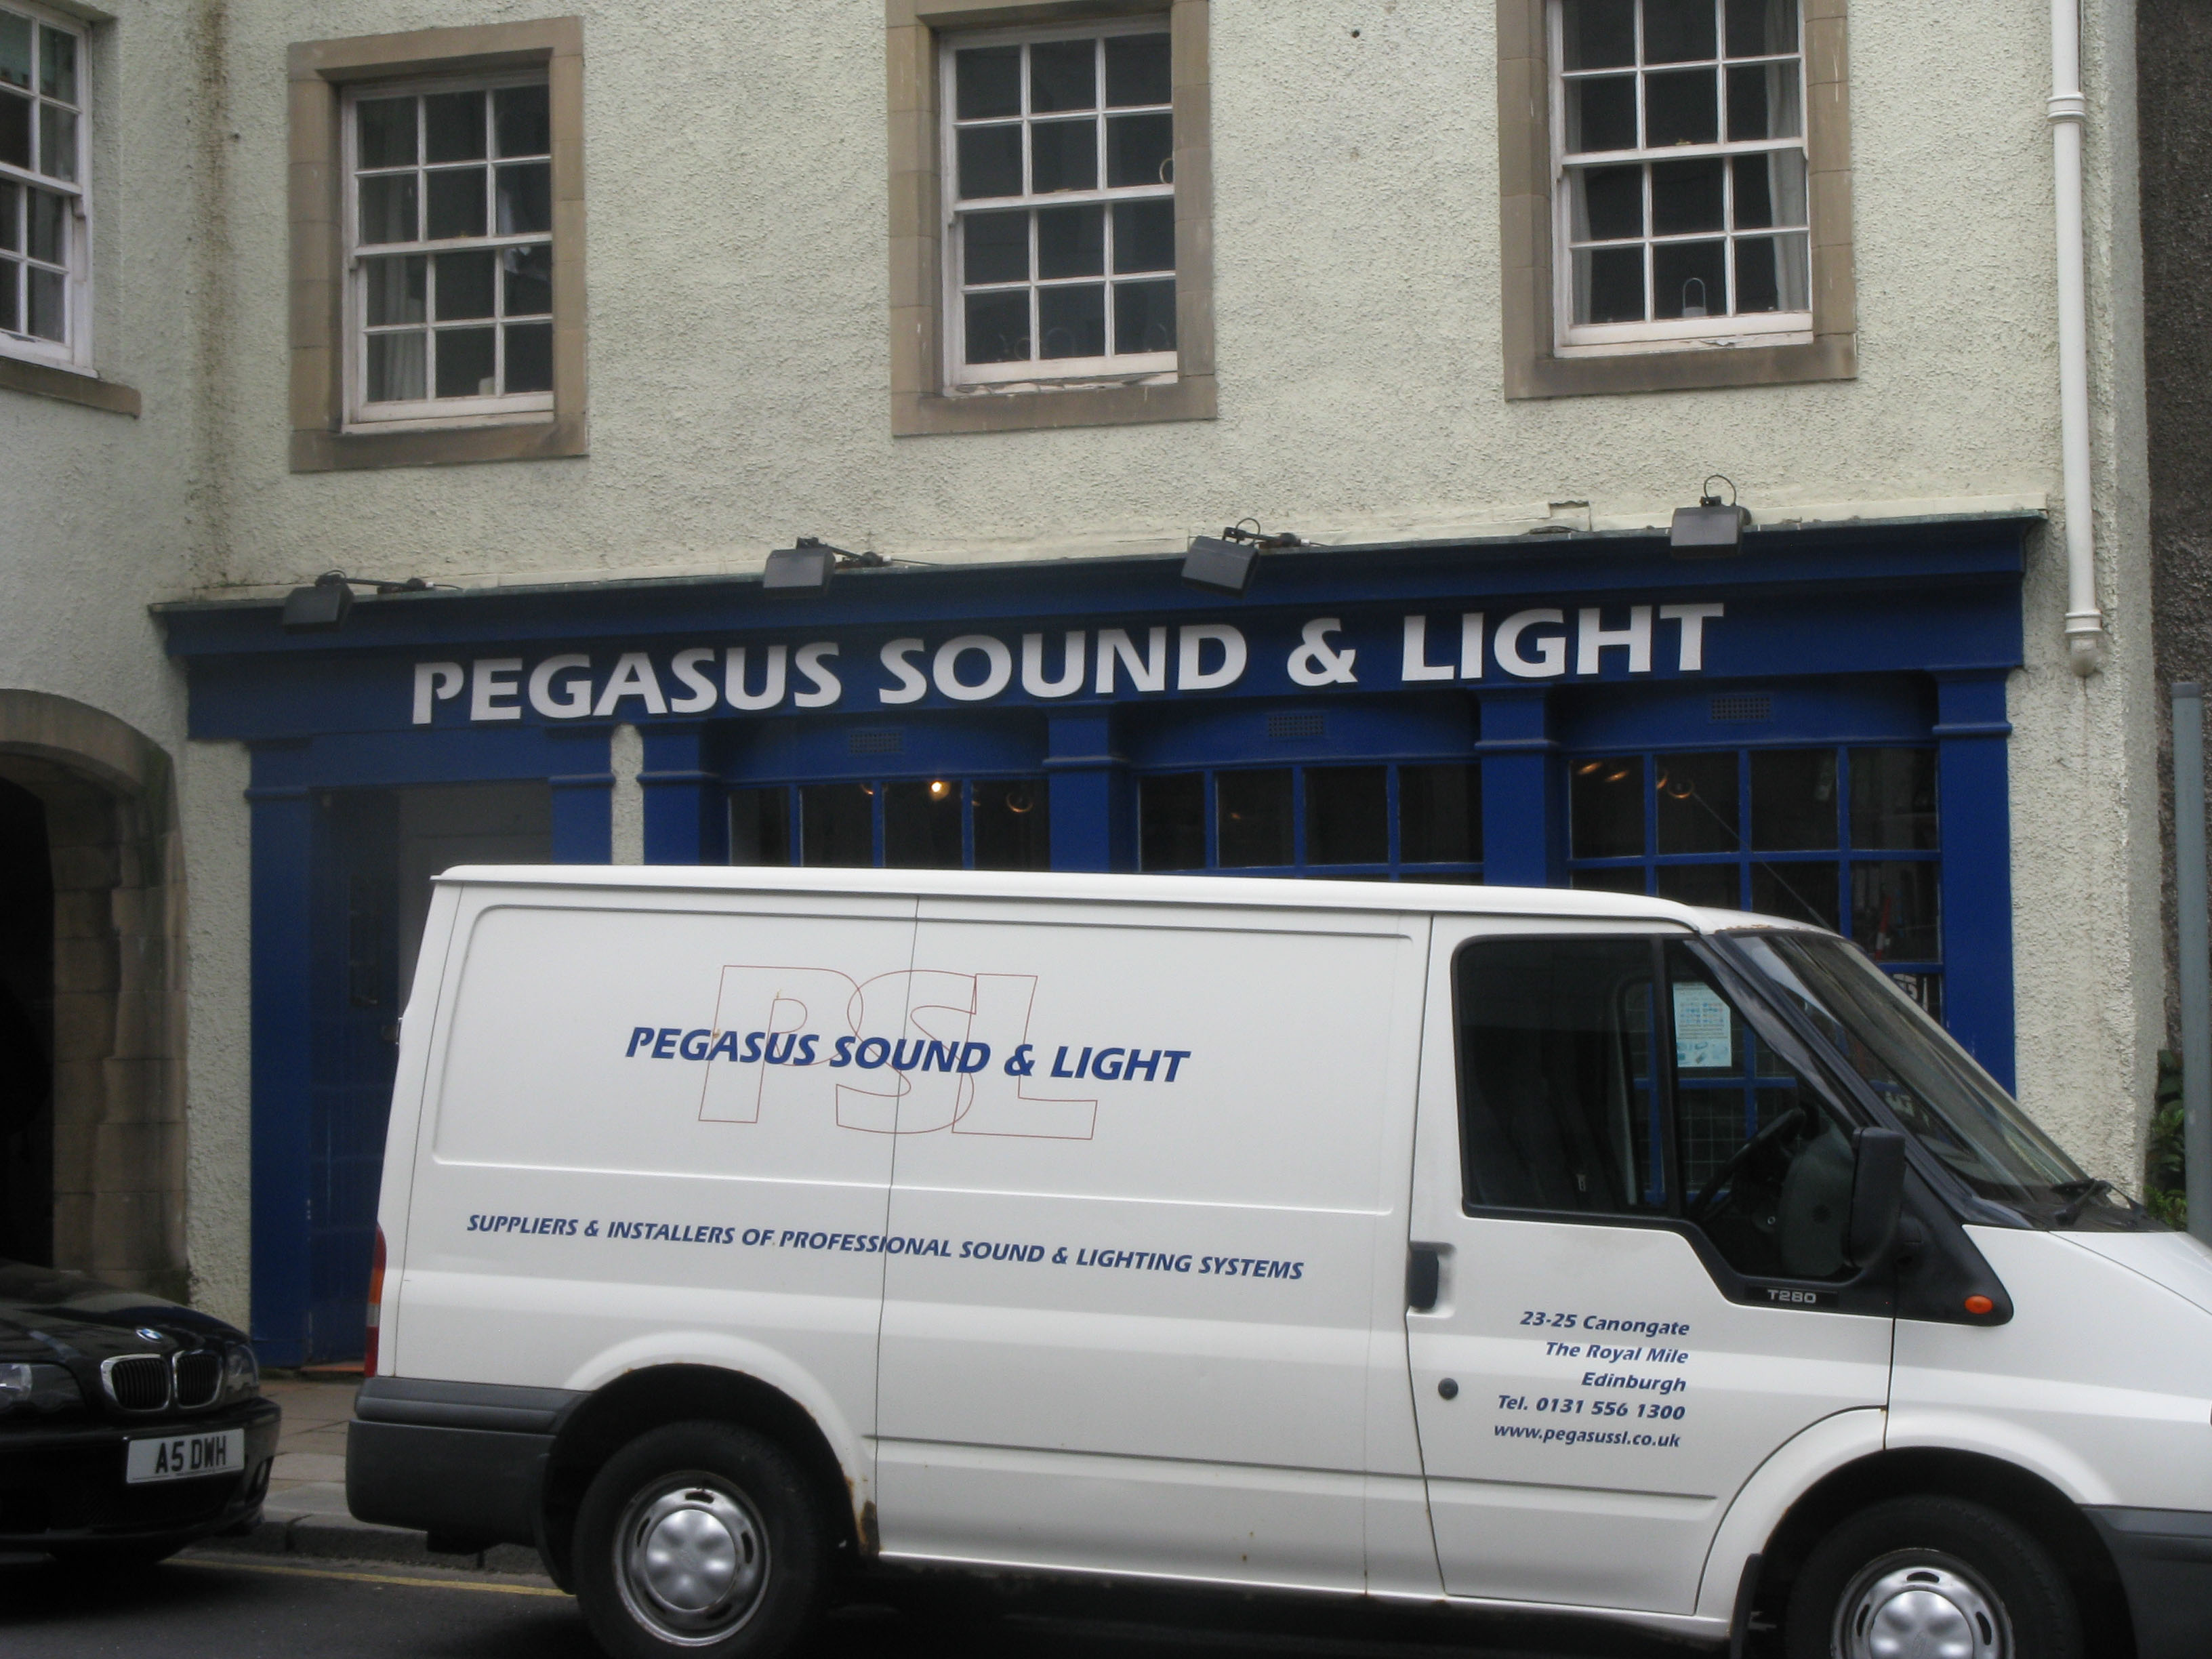 PEGASUS SOUND & LIGHT
PSL
PEGASUS SOUND & LIGHT
SUPPLIERS & INSTALLERS OF PROFESSIONAL SOUND & LIGHTING SYSTEMS
T280
23-25 Canongate
The Royal Mile
Edinburgh
Tel. 0131 556 1300
www.pegasussl.co.uk
A5 DWH